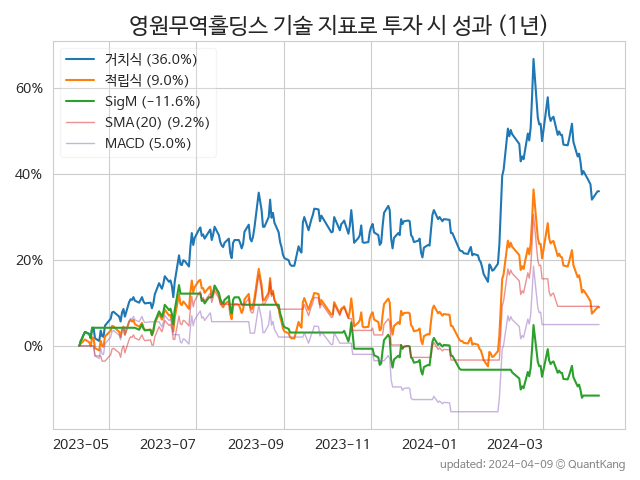 영원무역홀딩스 기술 지표로 투자 시 성과 (1년)
거치식 (36.0%)
적립식 (9.0%)
SigM (−11.6%)
SMA(20) (9.2%)
MACD (5.0%)
60%
40%
20%
0%
2023-05 2023-07 2023-09 2023-11 2024-01 2024-03
updated: 2024-04-09 © QuantKang